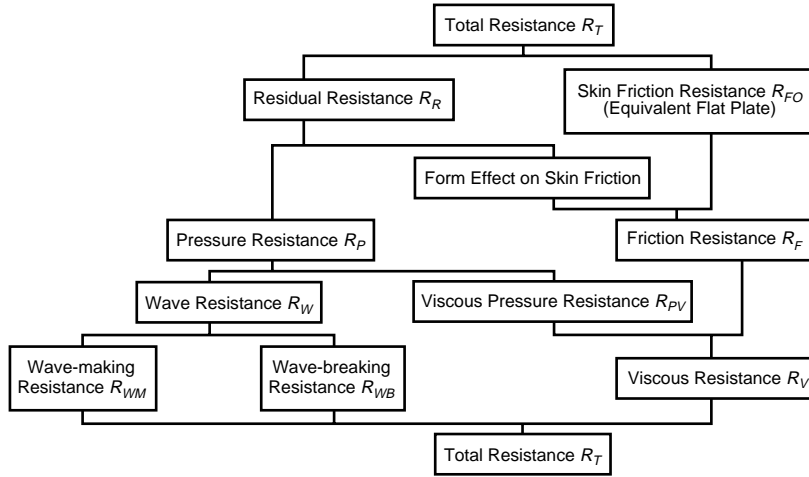 Total Resistance R_T
Residual Resistance R_R
Skin Friction Resistance R_FO
(Equivalent Flat Plate)
Form Effect on Skin Friction
Pressure Resistance R_P
Friction Resistance R_F
Wave Resistance R_W
Viscous Pressure Resistance R_PV
Wave-making
Resistance R_WM
Wave-breaking
Resistance R_WB
Viscous Resistance R_V
Total Resistance R_T